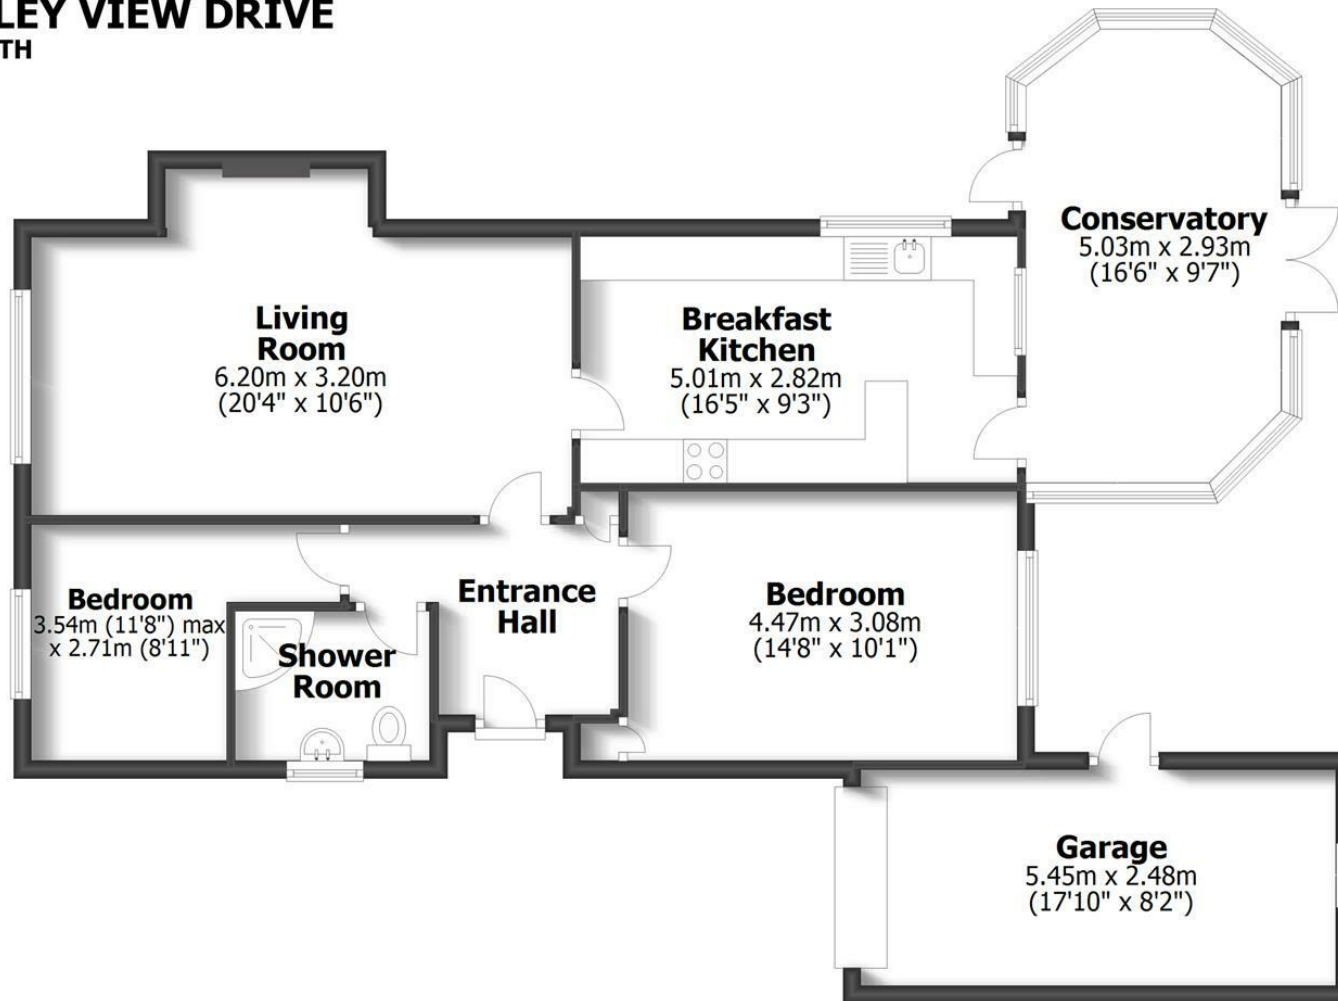 LEY VIEW DRIVE
TH
Conservatory
5.03m x 2.93m
(16'6" x 9'7")
Living
Room
6.20m x 3.20m
(20'4" x 10'6")
Breakfast
Kitchen
5.01m x 2.82m
(16'5" x 9'3")
Bedroom
3.54m (11'8") max
x 2.71m (8'11")
Shower
Room
Entrance
Hall
Bedroom
4.47m x 3.08m
(14'8" x 10'1")
Garage
5.45m x 2.48m
(17'10" x 8'2")